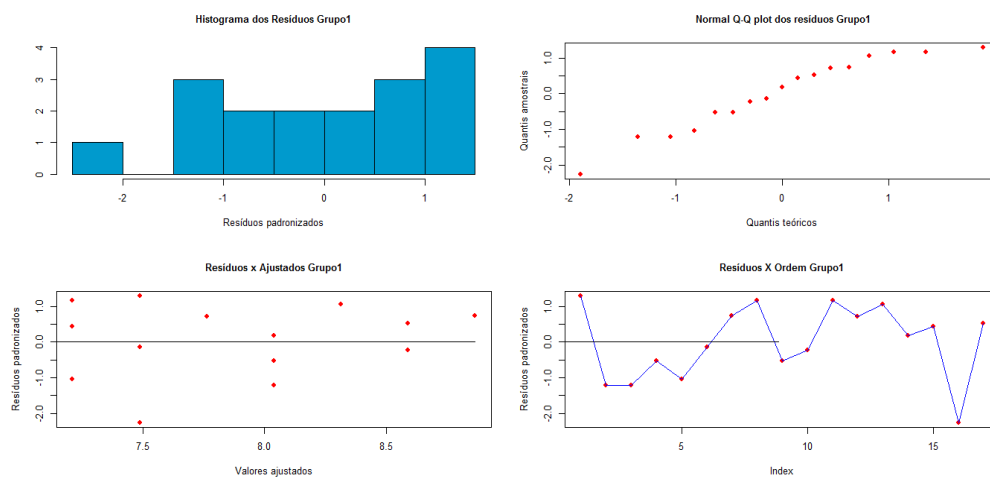 Histograma dos Resíduos Grupo1
4
3
2
1
0
-2 -1 0 1
Resíduos padronizados
Normal Q-Q plot dos resíduos Grupo1
Quantis amostrais
1.0
0.0
-1.0
-2.0
-2 -1 0 1
Quantis teóricos
Resíduos x Ajustados Grupo1
Resíduos padronizados
1.0
0.0
-1.0
-2.0
7.5 8.0 8.5
Valores ajustados
Resíduos X Ordem Grupo1
Resíduos padronizados
1.0
0.0
-1.0
-2.0
5 10 15
Index